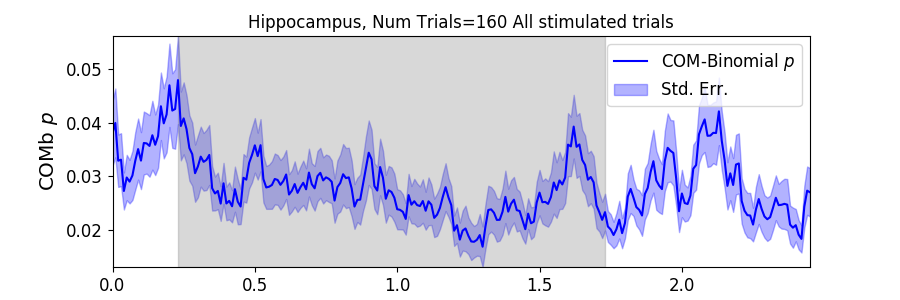 Hippocampus, Num Trials=160 All stimulated trials
COMb p
0.05
0.04
0.03
0.02
COM-Binomial p
Std. Err.
0.0 0.5 1.0 1.5 2.0